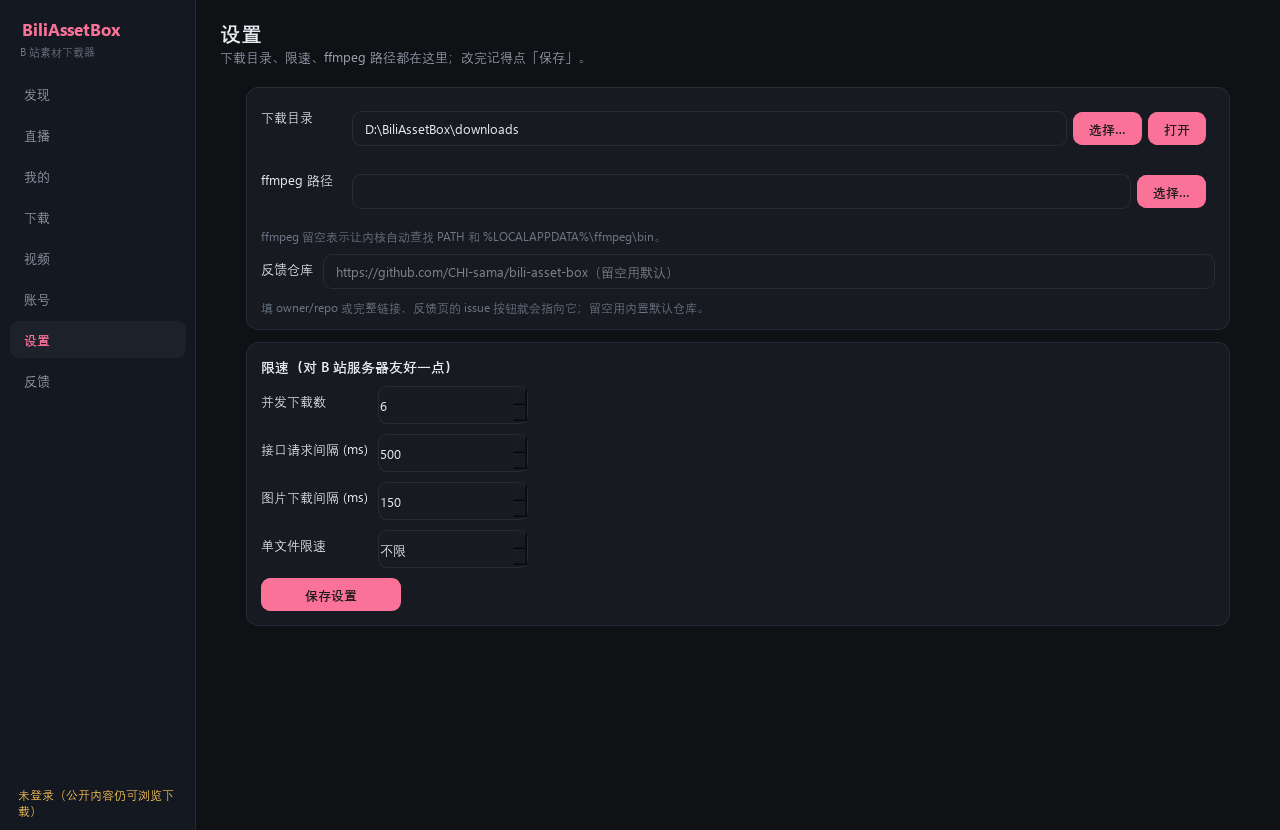 BiliAssetBox
B 站素材下载器
发现
直播
我的
下载
视频
账号
设置
反馈
未登录（公开内容仍可浏览下
载）
设置
下载目录、限速、ffmpeg 路径都在这里；改完记得点「保存」。
下载目录
D:\BiliAssetBox\downloads
选择...
打开
ffmpeg 路径
选择...
ffmpeg 留空表示让内核自动查找 PATH 和 %LOCALAPPDATA%\ffmpeg\bin。
反馈仓库
https://github.com/CHI-sama/bili-asset-box（留空用默认）
填 owner/repo 或完整链接，反馈页的 issue 按钮就会指向它；留空用内置默认仓库。
限速（对 B 站服务器友好一点）
并发下载数
6
接口请求间隔 (ms)
500
图片下载间隔 (ms)
150
单文件限速
不限
保存设置